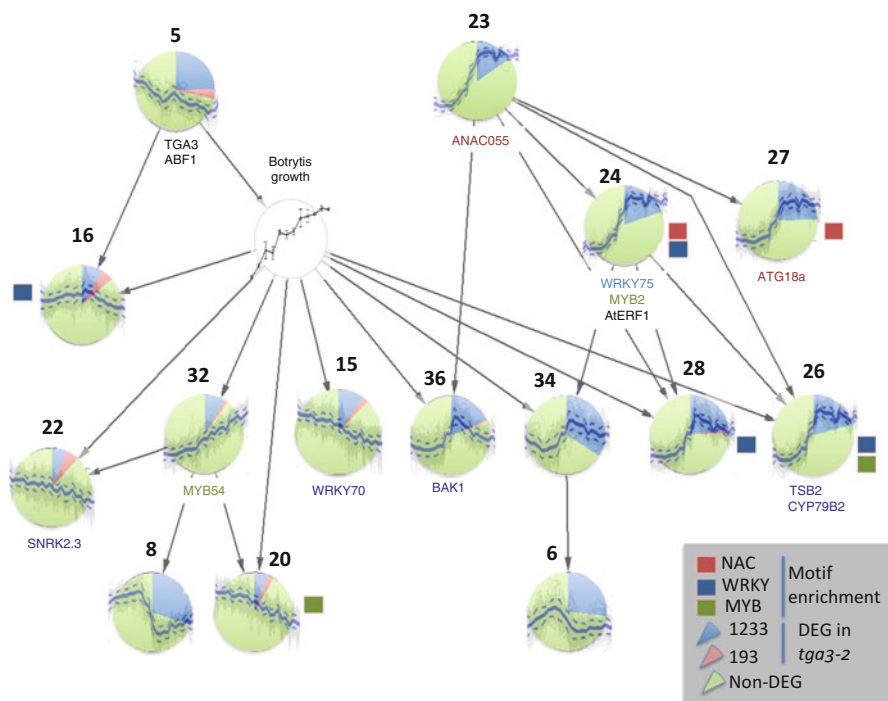 5
23
TGA3
ABF1
Botrytis
growth
ANAC055
24
27
16
WRKY75
MYB2
AtERF1
ATG18a
32
15
36
34
28
26
22
MYB54
WRKY70
BAK1
TSB2
CYP79B2
SNRK2.3
8
20
6
NAC
WRKY
MYB
Motif
enrichment
1233
193
DEG in
tga3-2
Non-DEG